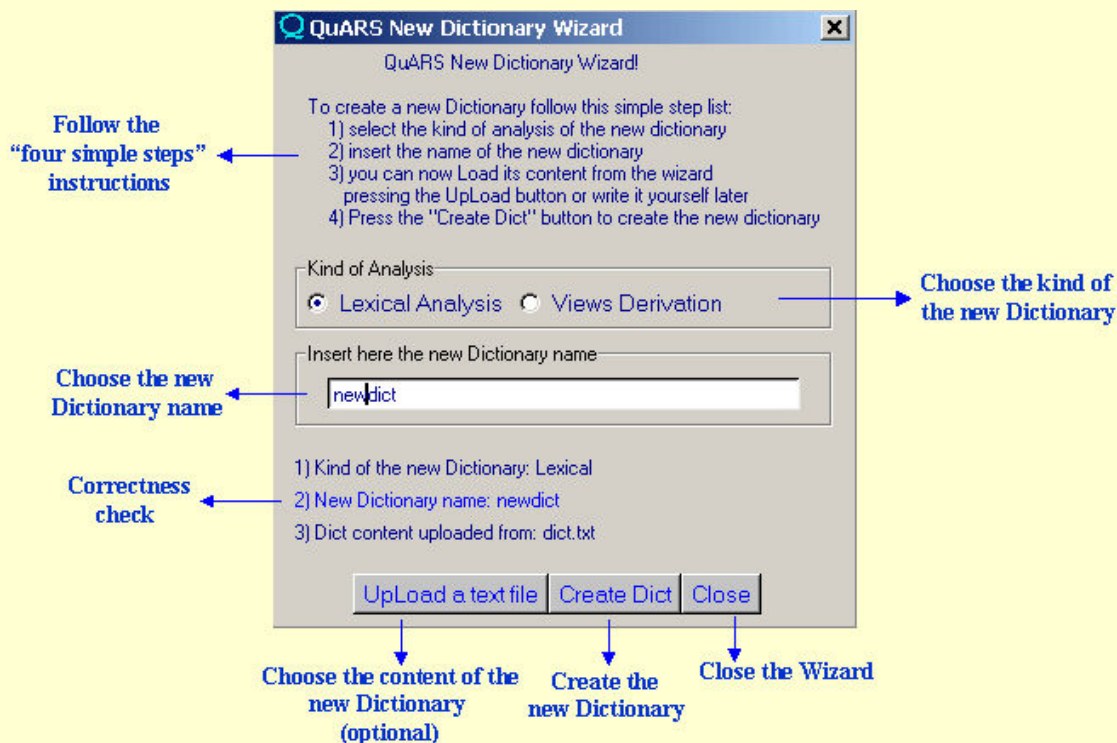 QuARS New Dictionary Wizard
QuARS New Dictionary Wizard!
To create a new Dictionary follow this simple step list:
1) select the kind of analysis of the new dictionary
2) insert the name of the new dictionary
3) you can now Load its content from the wizard
pressing the UpLoad button or write it yourself later
4) Press the "Create Dict" button to create the new dictionary
Follow the
“four simple steps”
instructions
Kind of Analysis
Lexical Analysis Views Derivation
Choose the kind of
the new Dictionary
Insert here the new Dictionary name
newdict
Choose the new
Dictionary name
1) Kind of the new Dictionary: Lexical
2) New Dictionary name: newdict
3) Dict content uploaded from: dict.txt
Correctness
check
UpLoad a text file Create Dict Close
Choose the content of the
new Dictionary
(optional)
Create the
new Dictionary
Close the Wizard